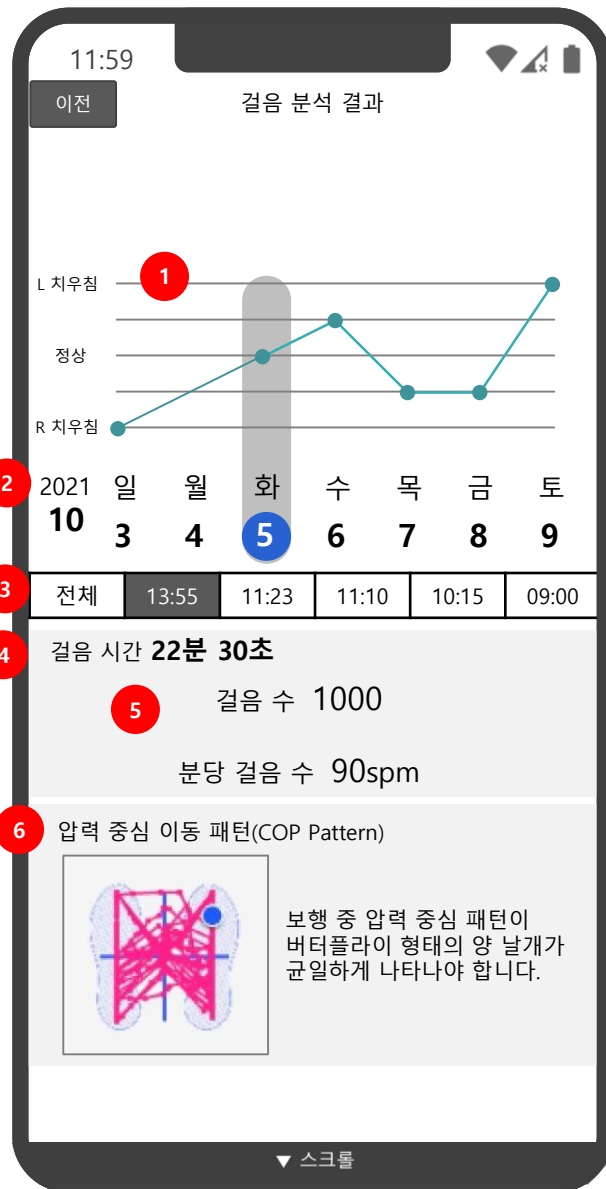 11:59
이전
걸음 분석 결과
1
L 치우침
정상
R 치우침
2
2021 일 월 화 수 목 금 토
10 3 4 5 6 7 8 9
3
전체 13:55 11:23 11:10 10:15 09:00
4
걸음 시간 22분 30초
5
걸음 수 1000
분당 걸음 수 90spm
6
압력 중심 이동 패턴(COP Pattern)
보행 중 압력 중심 패턴이
버터플라이 형태의 양 날개가
균일하게 나타나야 합니다.
▼ 스크롤